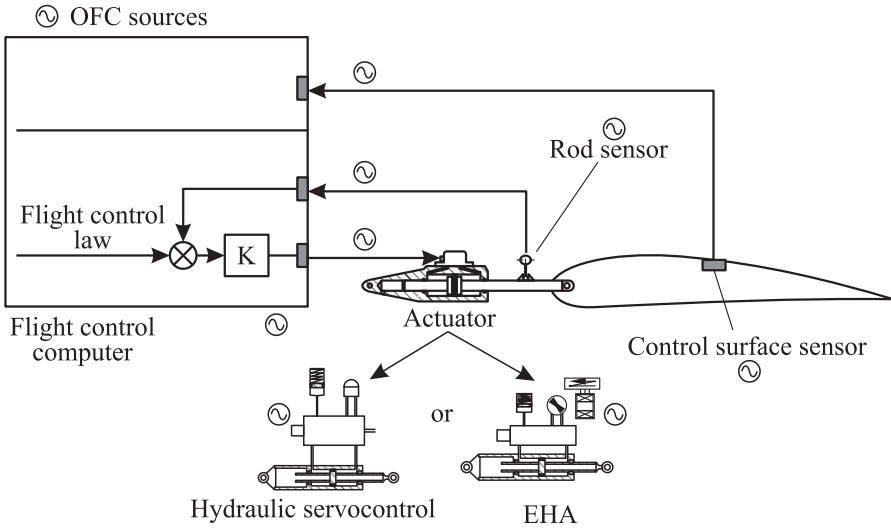 OFC sources
Rod sensor
Flight control
law
K
Flight control
computer
Actuator
Control surface sensor
or
Hydraulic servocontrol
EHA